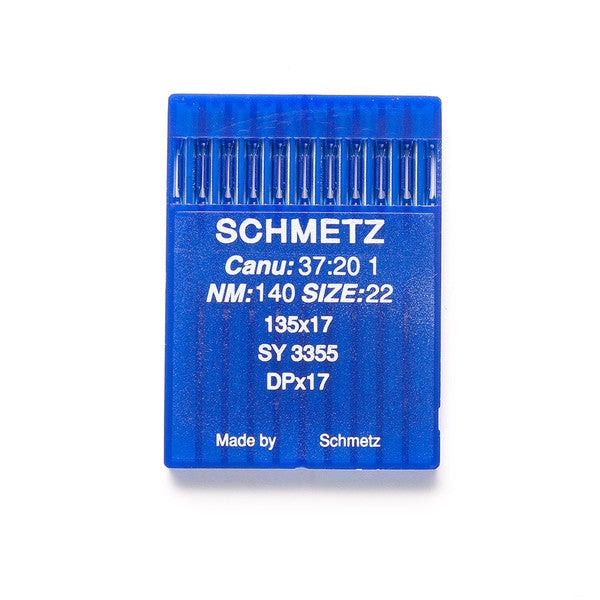 SCHMETZ
Canu: 37:20 1
NM:140 SIZE:22
135x17
SY 3355
DPx17
Made by Schmetz